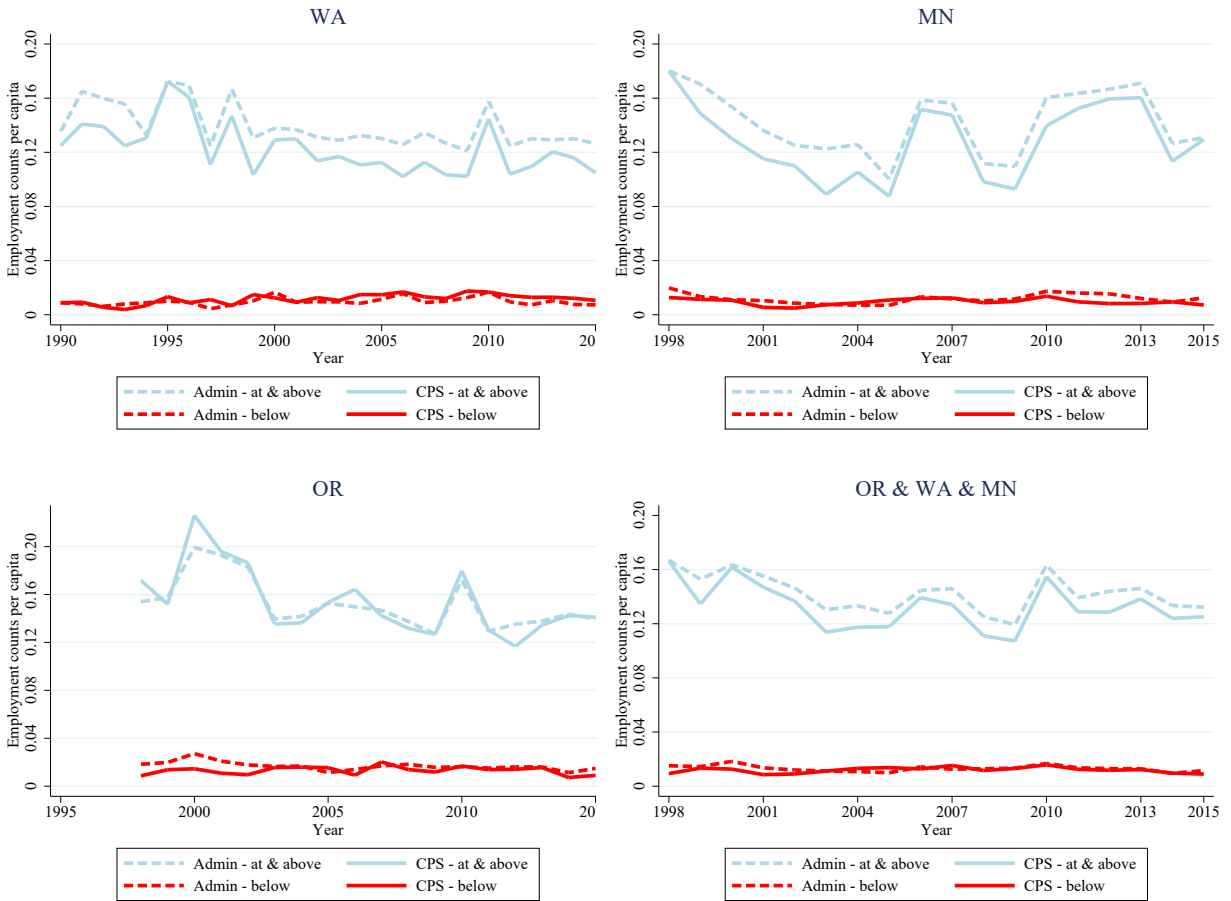 WA
Employment counts per capita
0.20
0.16
0.12
0.08
0.04
0
1990 1995 2000 2005 2010 20
Year
Admin - at & above CPS - at & above
Admin - below CPS - below
MN
Employment counts per capita
0.20
0.16
0.12
0.08
0.04
0
1998 2001 2004 2007 2010 2013 2015
Year
Admin - at & above CPS - at & above
Admin - below CPS - below
OR
Employment counts per capita
0.20
0.16
0.12
0.08
0.04
0
1995 2000 2005 2010 20
Year
Admin - at & above CPS - at & above
Admin - below CPS - below
OR & WA & MN
Employment counts per capita
0.20
0.16
0.12
0.08
0.04
0
1998 2001 2004 2007 2010 2013 2015
Year
Admin - at & above CPS - at & above
Admin - below CPS - below